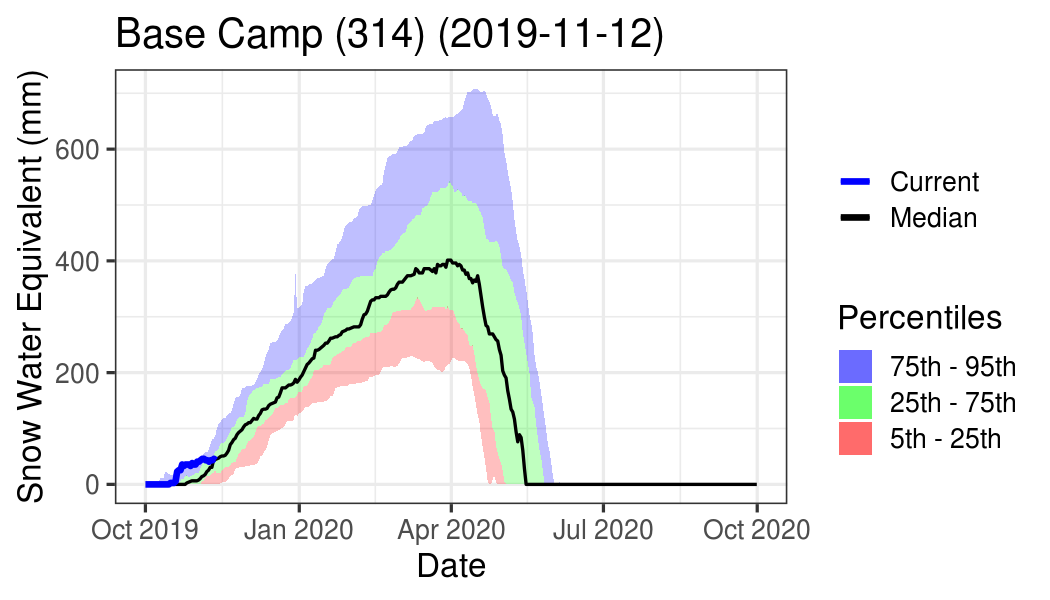 Base Camp (314) (2019-11-12)
Snow Water Equivalent (mm)
600
400
200
0
Oct 2019
Jan 2020
Apr 2020
Jul 2020
Oct 2020
Date
Current
Median
Percentiles
75th - 95th
25th - 75th
5th - 25th